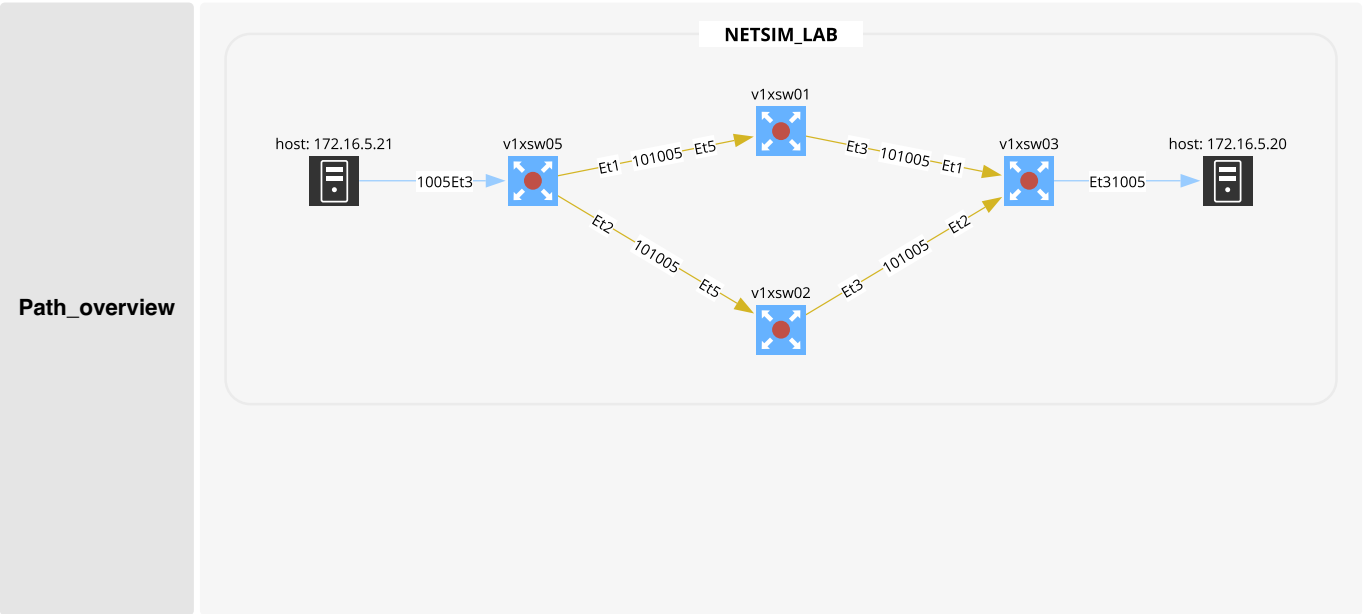 NETSIM_LAB
v1xsw01
host: 172.16.5.21
v1xsw05
v1xsw03
host: 172.16.5.20
Et1 101005 Et5
Et3 101005 Et1
1005Et3
Et31005
Et2 101005 Et5
Et3 101005 Et2
v1xsw02
Path_overview